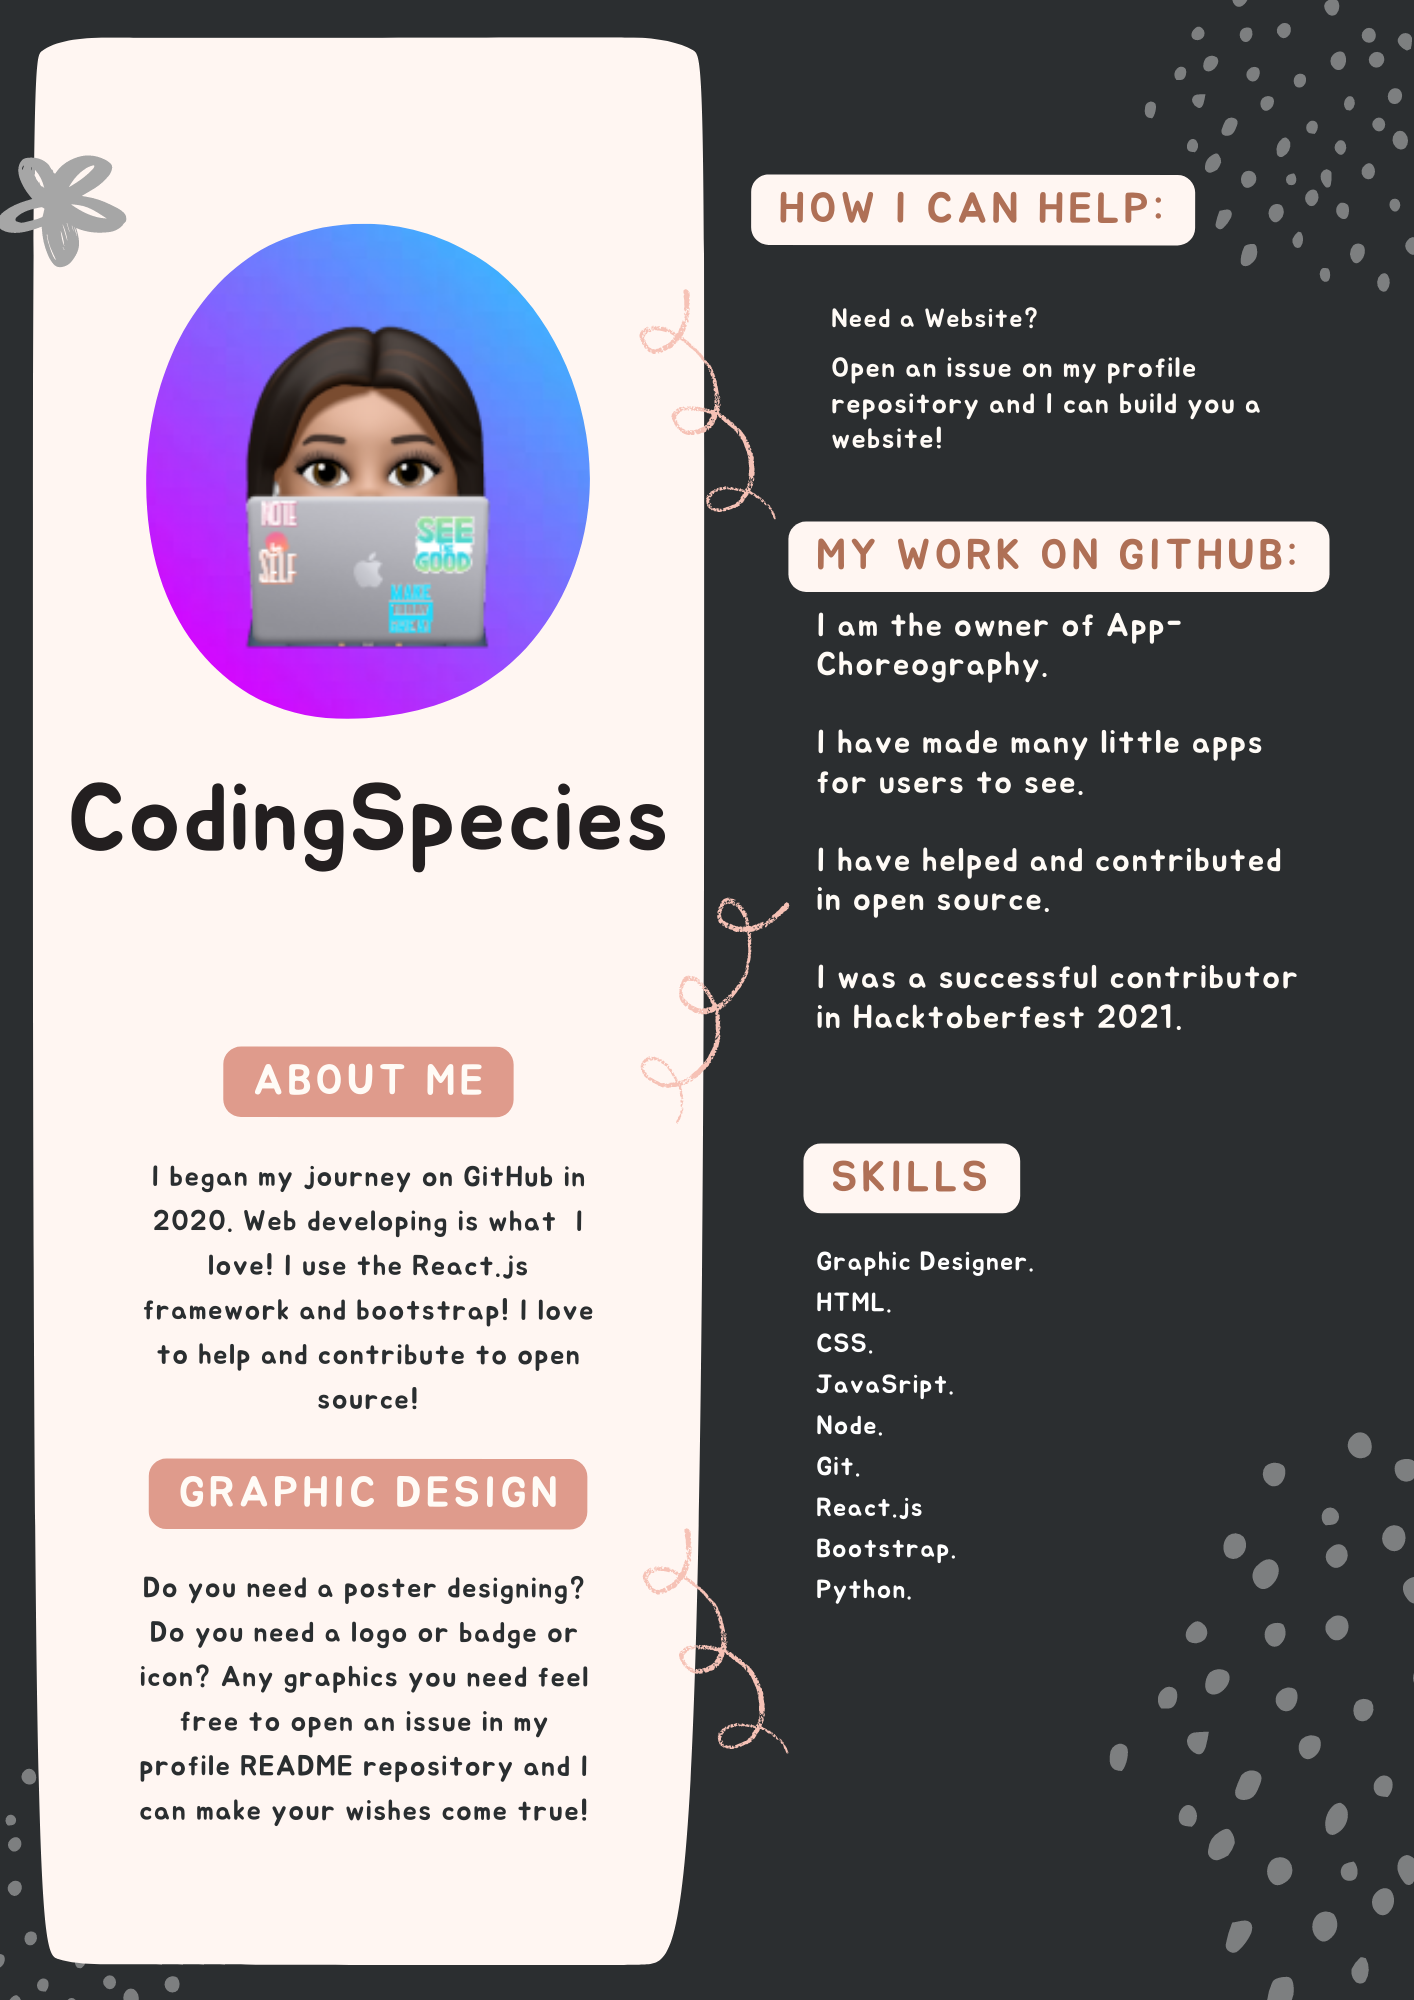 NOTE
SELF
SEE
THE
GOOD
MAKE
TODAY
CodingSpecies
ABOUT ME
I began my journey on GitHub in
2020. Web developing is what I
love! I use the React.js
framework and bootstrap! I love
to help and contribute to open
source!
GRAPHIC DESIGN
Do you need a poster designing?
Do you need a logo or badge or
icon? Any graphics you need feel
free to open an issue in my
profile README repository and I
can make your wishes come true!
HOW I CAN HELP:
Need a Website?
Open an issue on my profile
repository and I can build you a
website!
MY WORK ON GITHUB:
I am the owner of App-
Choreography.
I have made many little apps
for users to see.
I have helped and contributed
in open source.
I was a successful contributor
in Hacktoberfest 2021.
SKILLS
Graphic Designer.
HTML.
CSS.
JavaSript.
Node.
Git.
React.js
Bootstrap.
Python.